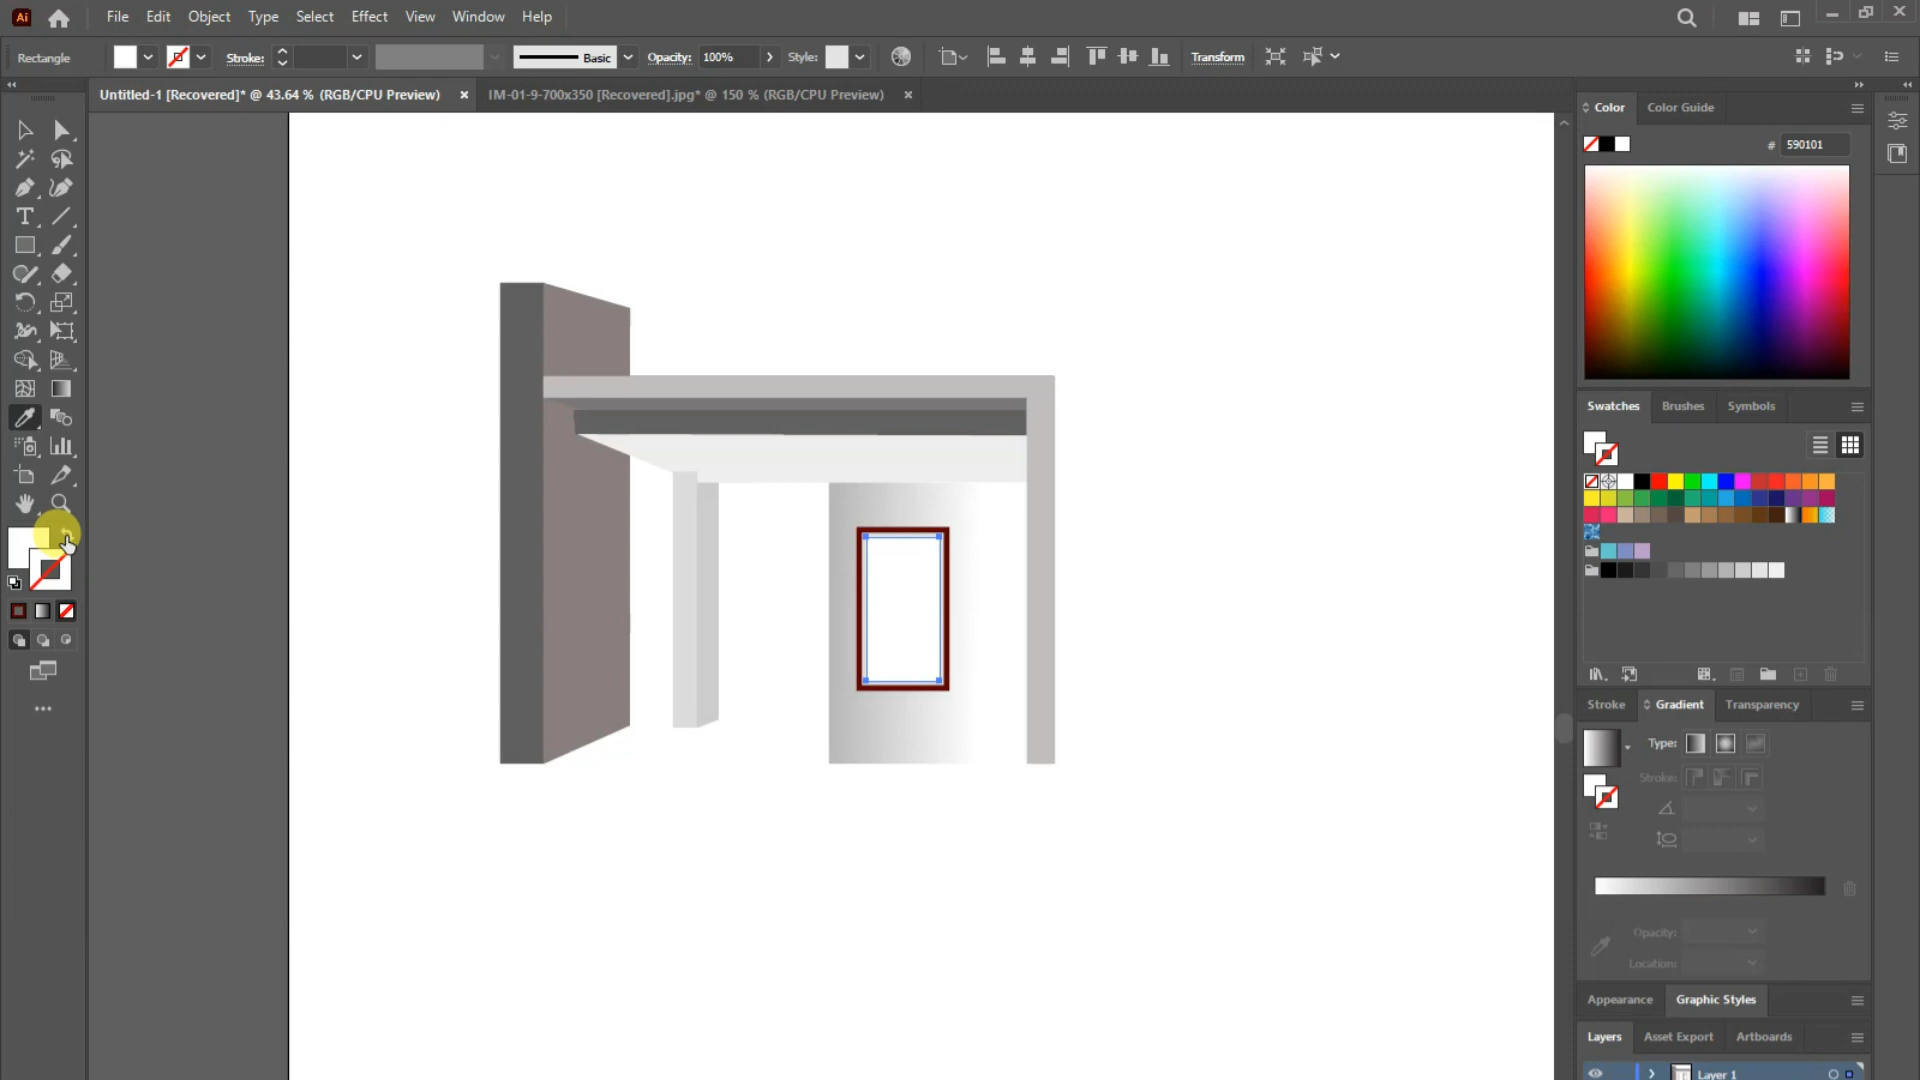 Ai
File Edit Object Type Select Effect View Window Help
Rectangle
Stroke:
Basic
Opacity: 100%
Style:
Transform
Untitled-1 [Recovered]* @ 43.64 % (RGB/CPU Preview)
IM-01-9-700x350 [Recovered].jpg* @ 150 % (RGB/CPU Preview)
Color Color Guide
# 590101
Swatches Brushes Symbols
Stroke Gradient Transparency
Type:
Stroke:
Opacity:
Location:
Appearance Graphic Styles
Layers Asset Export Artboards
Layer 1